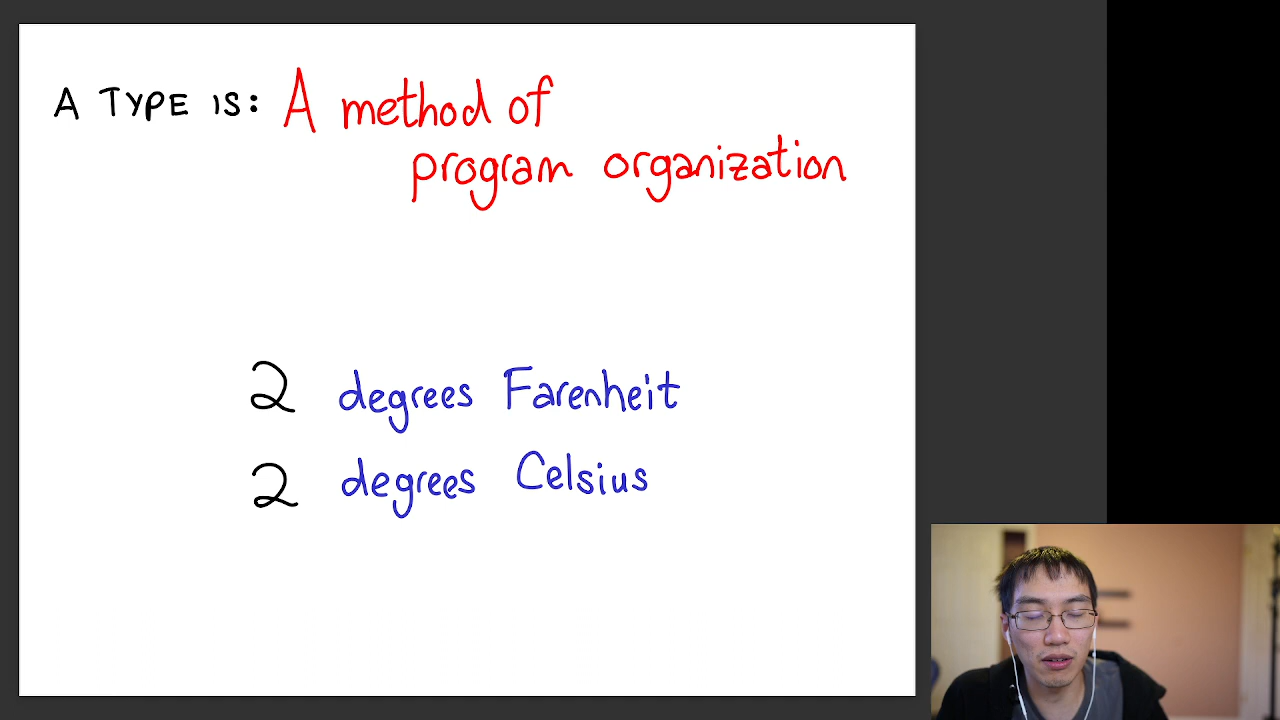 A TYPE IS: A method of
program organization
2 degrees Farenheit
2 degrees Celsius